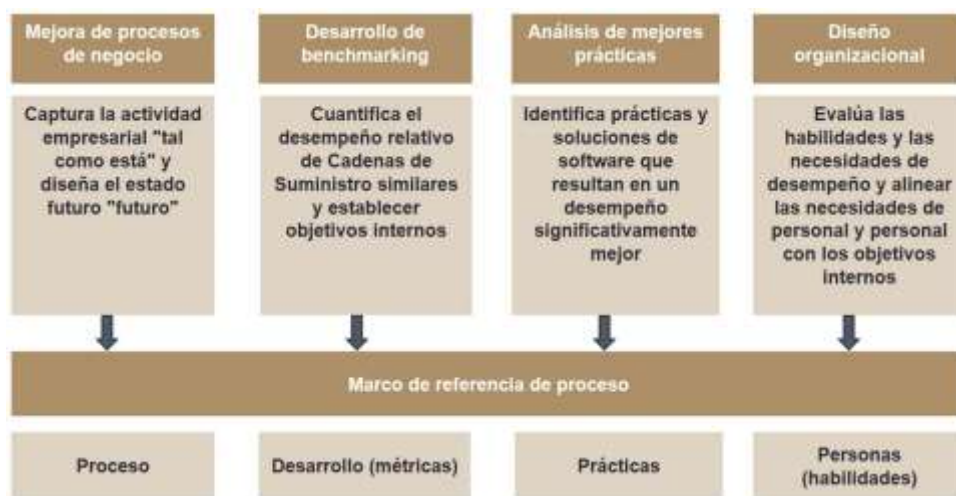 Mejora de procesos
de negocio
Desarrollo de
benchmarking
Análisis de mejores
prácticas
Diseño
organizacional
Captura la actividad
empresarial "tal
como está" y
diseña el estado
futuro "futuro"
Cuantifica el
desempeño relativo
de Cadenas de
Suministro similares
y establecer
objetivos internos
Identifica prácticas y
soluciones de
software que
resultan en un
desempeño
significativamente
mejor
Evalúa las
habilidades y las
necesidades de
desempeño y alinear
las necesidades de
personal y personal
con los objetivos
internos
Marco de referencia de proceso
Proceso
Desarrollo (métricas)
Prácticas
Personas
(habilidades)